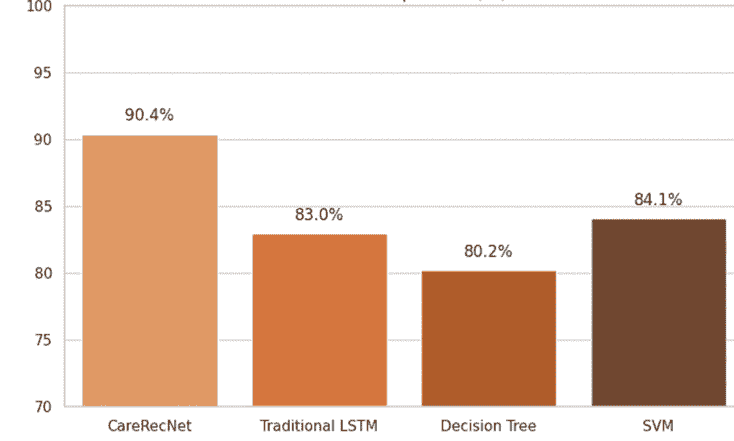 100
95
90
85
80
75
70
90.4%
83.0%
80.2%
84.1%
CareRecNet
Traditional LSTM
Decision Tree
SVM